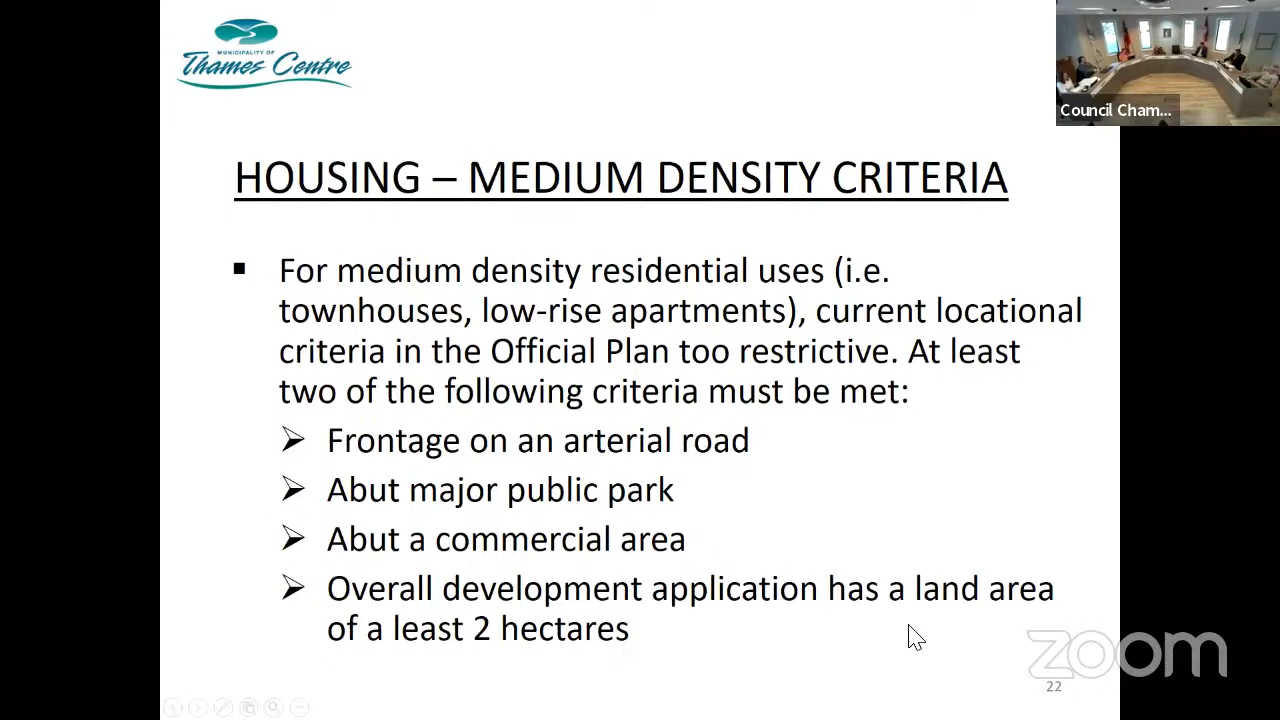 MUNICIPALITY OF
Thames Centre
Council Cham...
HOUSING – MEDIUM DENSITY CRITERIA
▪ For medium density residential uses (i.e.
townhouses, low-rise apartments), current locational
criteria in the Official Plan too restrictive. At least
two of the following criteria must be met:
➢ Frontage on an arterial road
➢ Abut major public park
➢ Abut a commercial area
➢ Overall development application has a land area
of a least 2 hectares
zoom
22